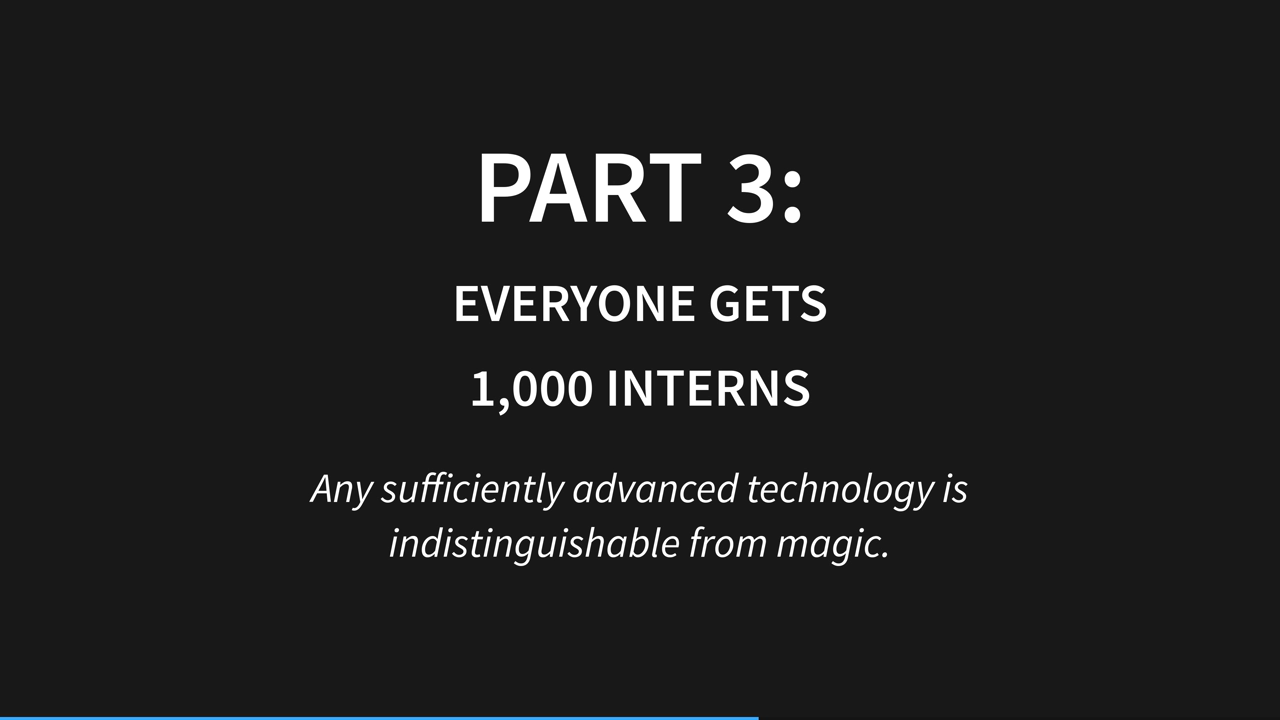 PART 3:
EVERYONE GETS
1,000 INTERNS
Any sufficiently advanced technology is
indistinguishable from magic.